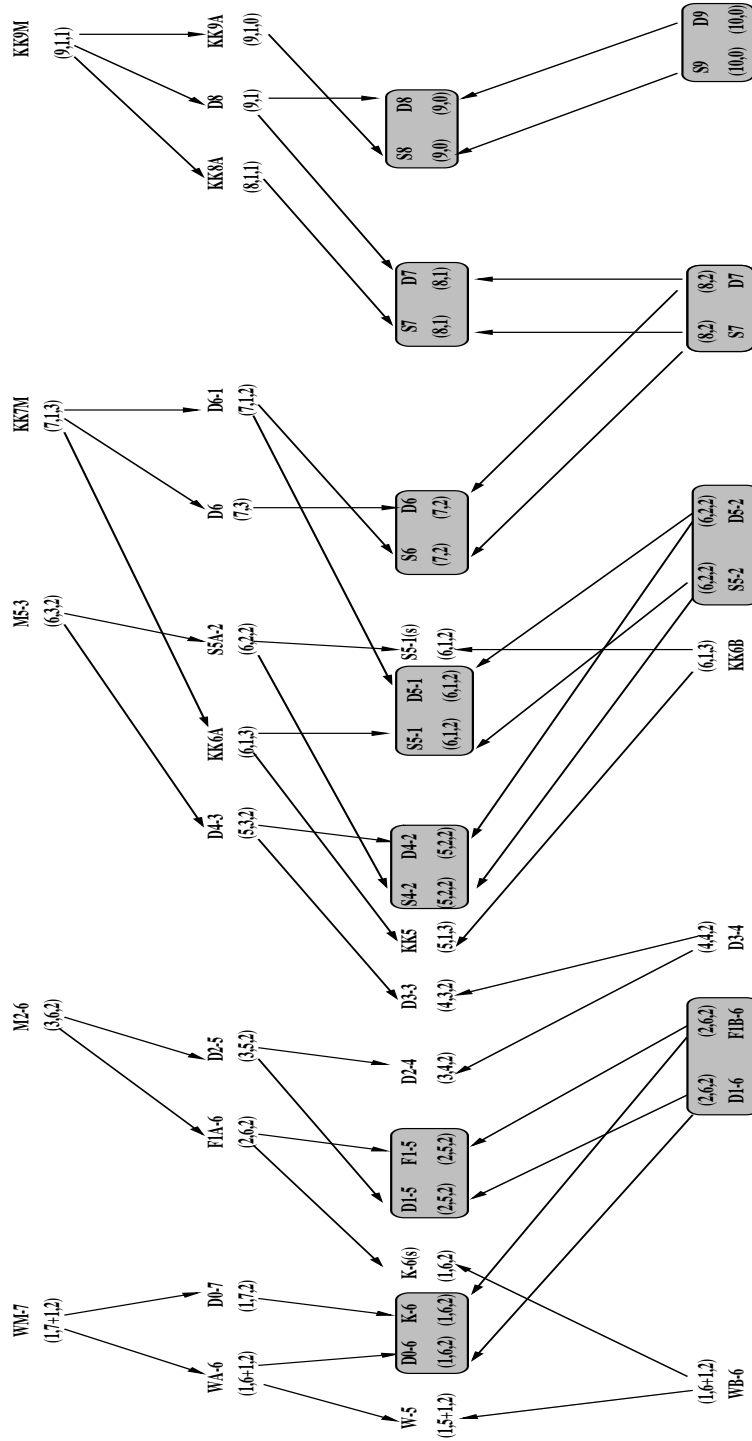 WM-7 M2-6 M5-3 KK7M KK9M
(1,7+1,2) (3,6,2) (6,3,2) (7,1,3) (9,1,1)
WA-6 D0-7 F1A-6 D2-5 D4-3 KK6A S5A-2 D6 D6-1 KK8A D8 KK9A
(1,6+1,2) (1,7,2) (2,6,2) (3,5,2) (5,3,2) (6,1,3) (6,2,2) (7,3) (7,1,2) (8,1,1) (9,1) (9,1,0)
W-5 D0-6 K-6 K-6(s) D1-5 F1-5 D2-4 D3-3 KK5 S4-2 D4-2 S5-1 D5-1 S5-1(s) S6 D6 S7 D7 S8 D8
(1,5+1,2) (1,6,2) (1,6,2) (1,6,2) (2,5,2) (2,5,2) (3,4,2) (4,3,2) (5,1,3) (5,2,2) (5,2,2) (6,1,2) (6,1,2) (6,1,2) (7,2) (7,2) (8,1) (8,1) (9,0) (9,0)
(1,6+1,2) (2,6,2) (2,6,2) (4,4,2) (6,1,3) (6,2,2) (6,2,2) (8,2) (8,2) S9 D9
WB-6 D1-6 F1B-6 D3-4 KK6B S5-2 D5-2 S7 D7 (10,0) (10,0)